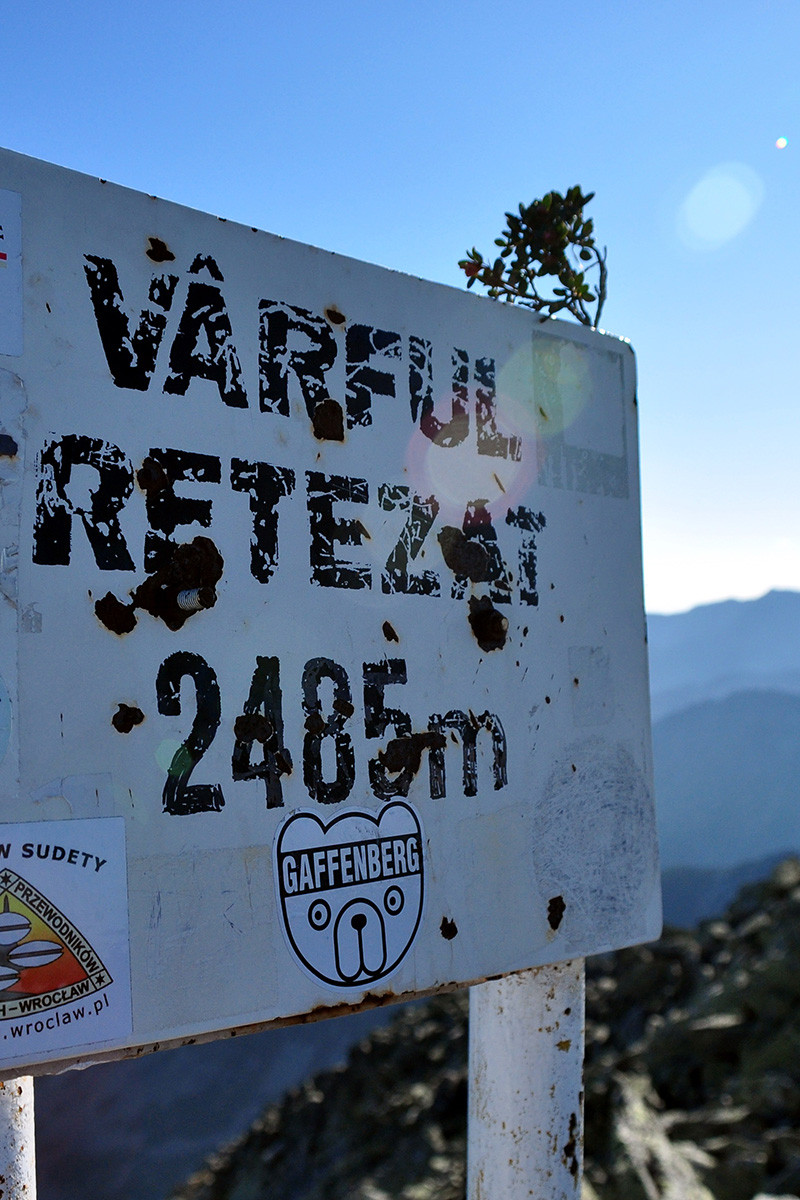 VÂRFUL
RETEZAT
2485m
GAFFENBERG
W SUDETY
PRZEWODNIKÓW
H-WROCŁAW
.wroclaw.pl